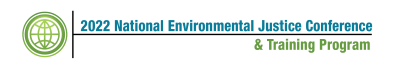 2022 National Environmental Justice Conference
& Training Program